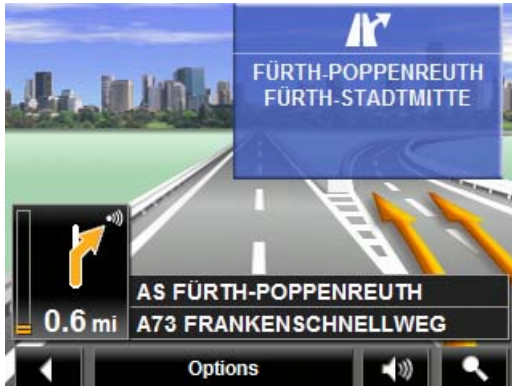 FÜRTH-POPPENREUTH
FÜRTH-STADTMITTE
AS FÜRTH-POPPENREUTH
0.6 mi
A73 FRANKENSCHNELLWEG
Options